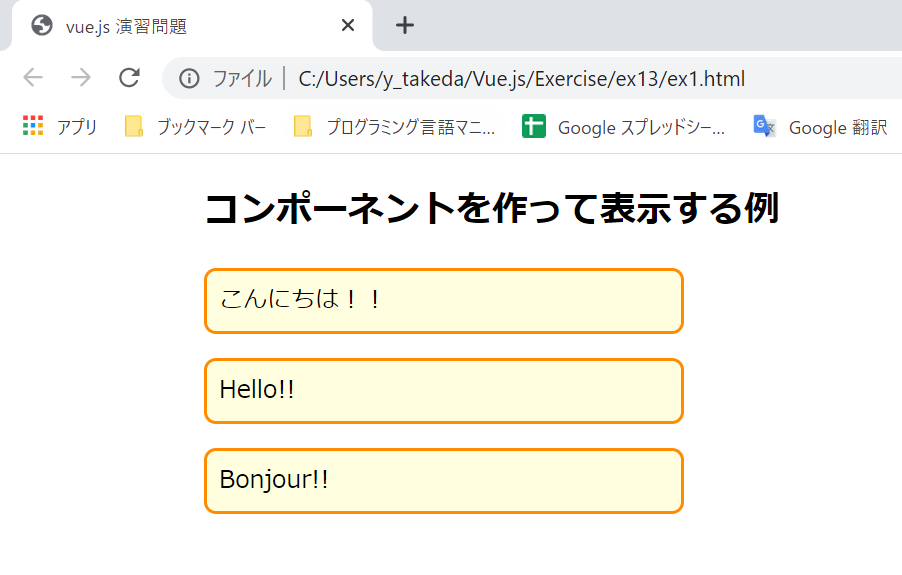 vue.js 演習問題
ファイル | C:/Users/y_takeda/Vue.js/Exercise/ex13/ex1.html
アプリ ブックマーク バー プログラミング言語マニ... Google スプレッドシー... Google 翻訳
コンポーネントを作って表示する例
こんにちは！！
Hello!!
Bonjour!!